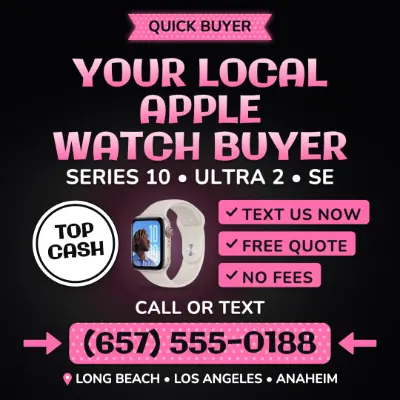 QUICK BUYER
YOUR LOCAL
APPLE
WATCH BUYER
SERIES 10 • ULTRA 2 • SE
TOP
CASH
✓ TEXT US NOW
✓ FREE QUOTE
✓ NO FEES
CALL OR TEXT
(657) 555-0188
LONG BEACH • LOS ANGELES • ANAHEIM